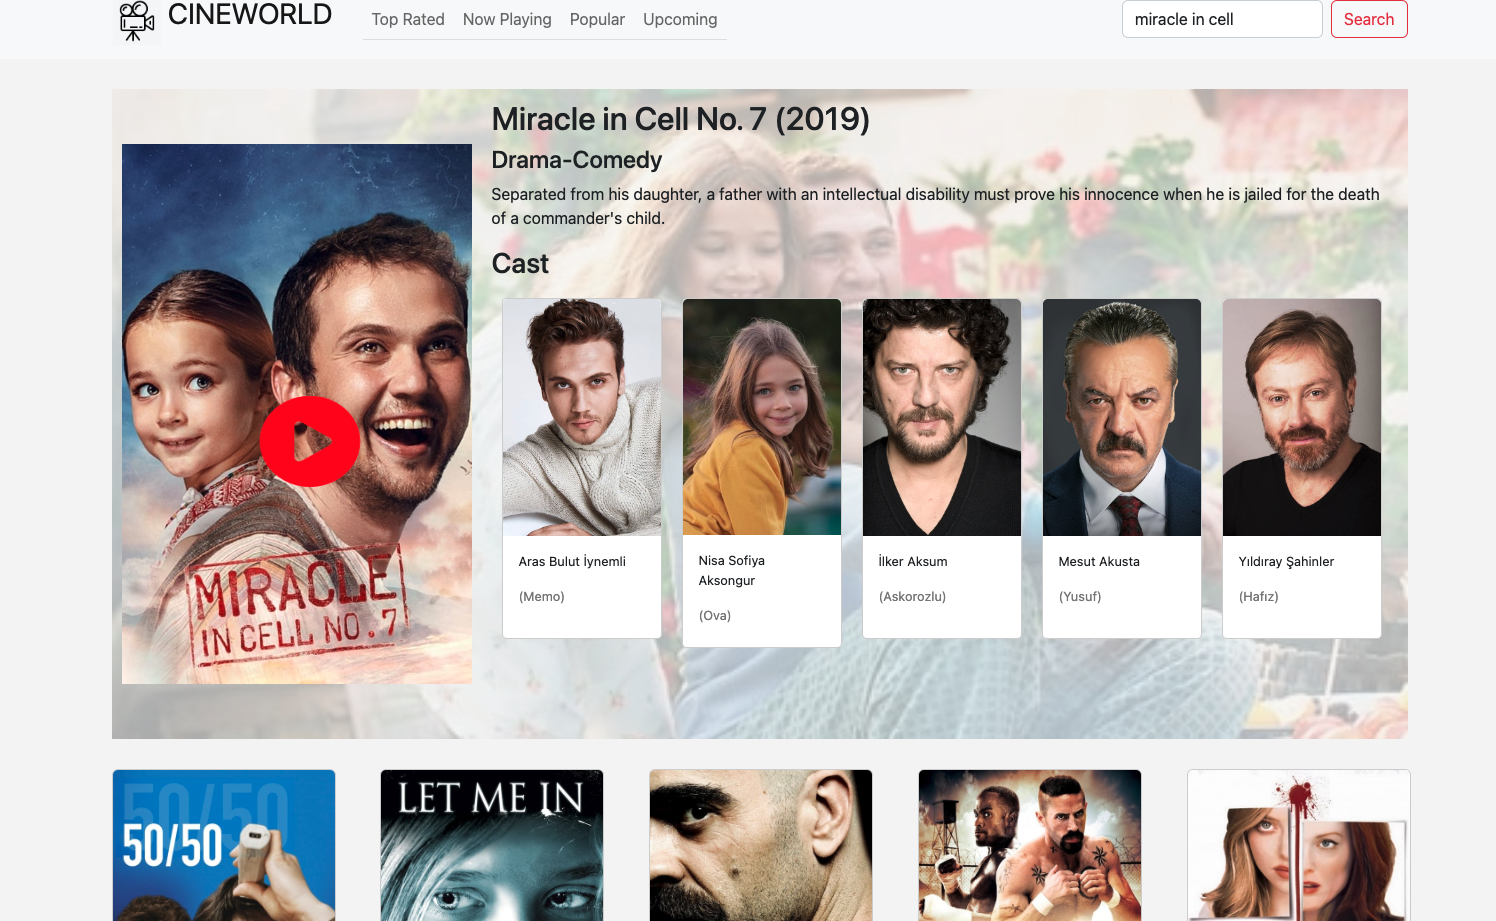 CINEWORLD
Top Rated
Now Playing
Popular
Upcoming
miracle in cell
Search
Miracle in Cell No. 7 (2019)
Drama-Comedy
Separated from his daughter, a father with an intellectual disability must prove his innocence when he is jailed for the death
of a commander's child.
Cast
MIRACLE
IN CELL NO. 7
Aras Bulut İynemli
(Memo)
Nisa Sofiya
Aksongur
(Ova)
İlker Aksum
(Askorozlu)
Mesut Akusta
(Yusuf)
Yıldıray Şahinler
(Hafız)
50/50
50/50
LET ME IN